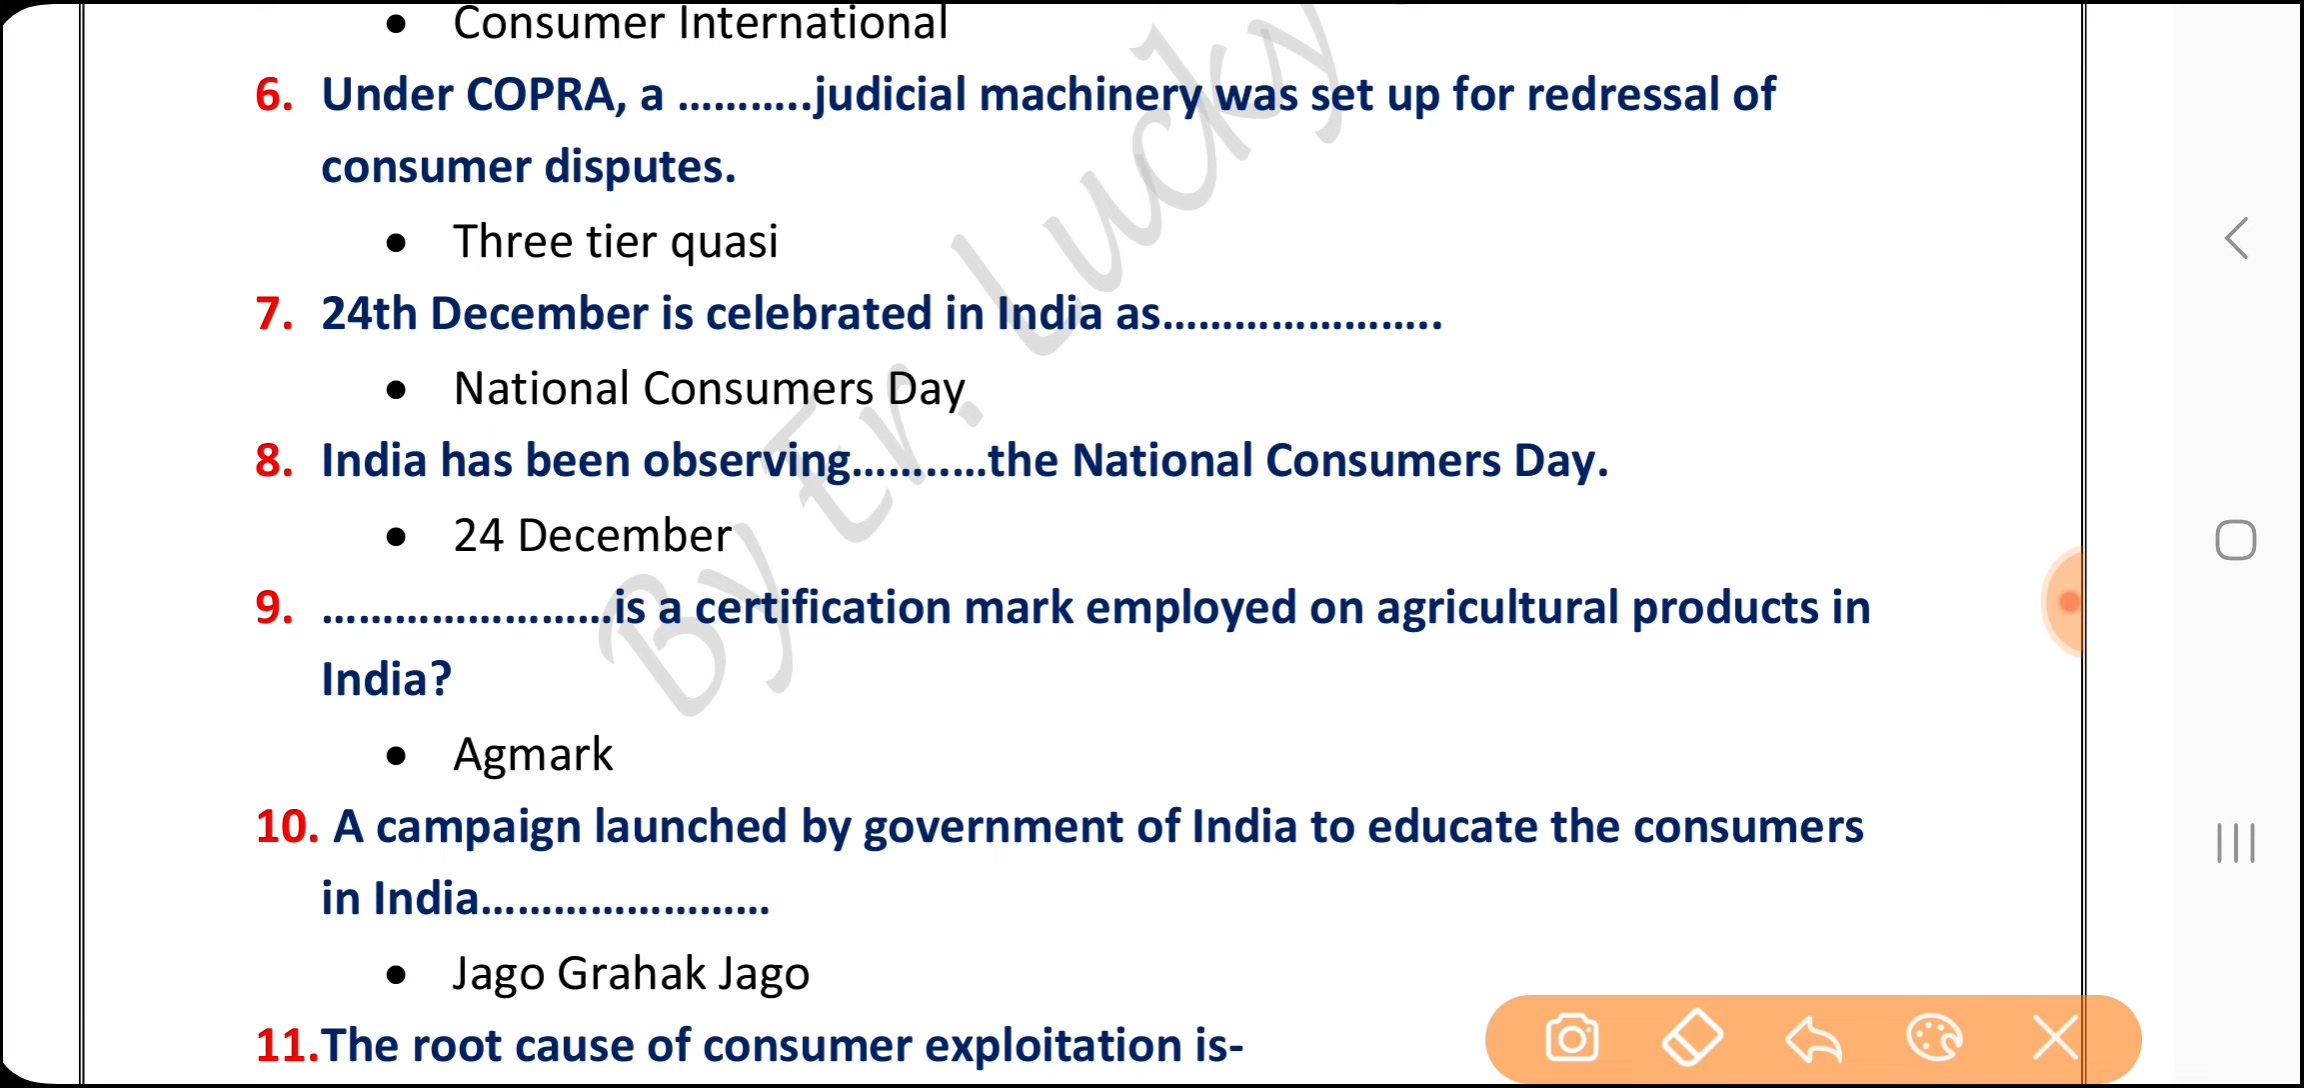 • Consumer International
6. Under COPRA, a ...........judicial machinery was set up for redressal of
consumer disputes.
• Three tier quasi
7. 24th December is celebrated in India as.......................
• National Consumers Day
8. India has been observing...........the National Consumers Day.
• 24 December
9. ........................is a certification mark employed on agricultural products in
India?
• Agmark
10. A campaign launched by government of India to educate the consumers
in India........................
• Jago Grahak Jago
11.The root cause of consumer exploitation is-
By Er. Lucky